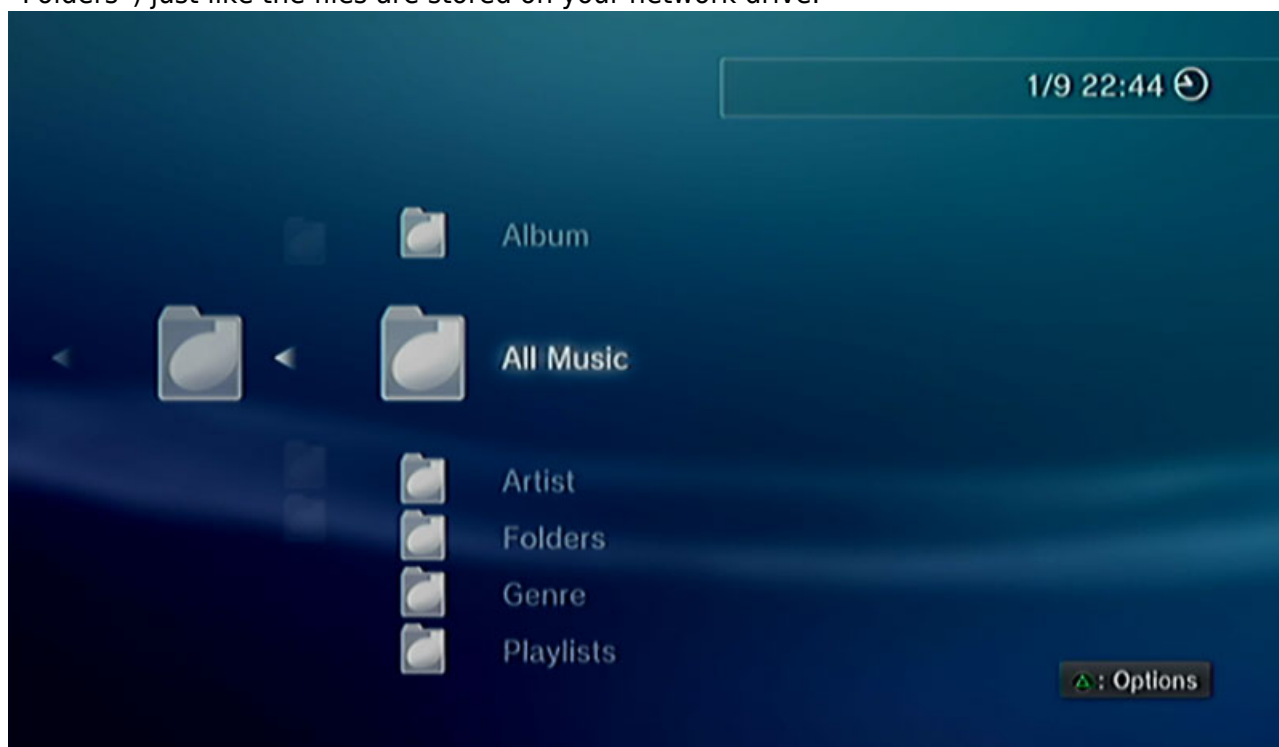 "Folders", just like the files are stored on your network drive.
1/9 22:44
Album
All Music
Artist
Folders
Genre
Playlists
: Options